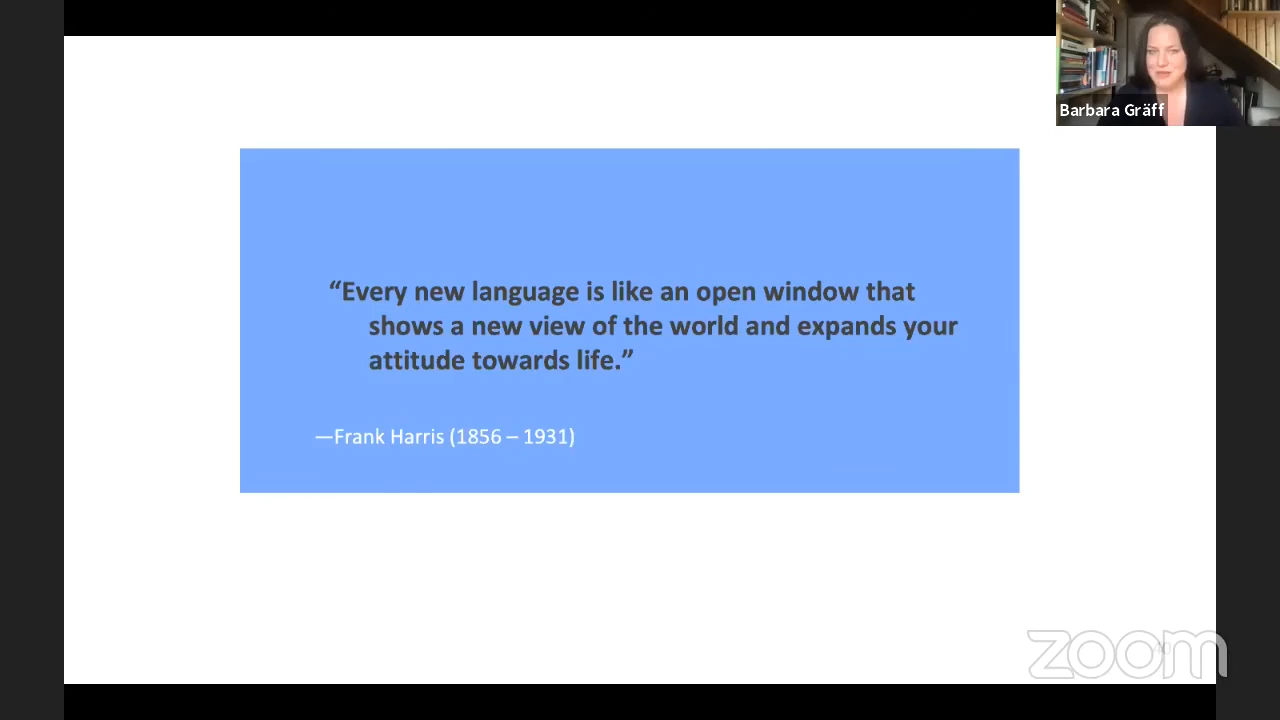 Barbara Gräff
“Every new language is like an open window that
shows a new view of the world and expands your
attitude towards life.”
—Frank Harris (1856 – 1931)
zoom